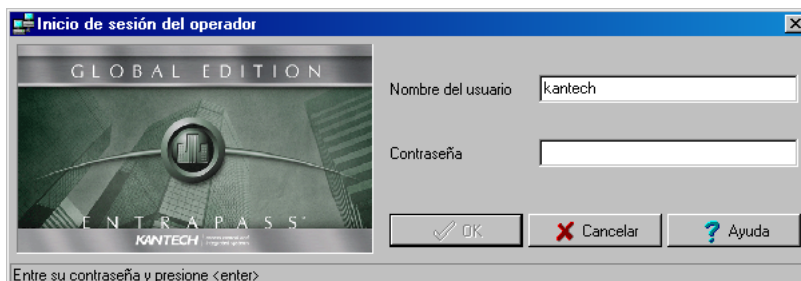 Inicio de sesión del operador
GLOBAL EDITION
Nombre del usuario
kantech
Contraseña
ENTRAPASS
KANTECH
OK
Cancelar
Ayuda
Entre su contraseña y presione <enter>